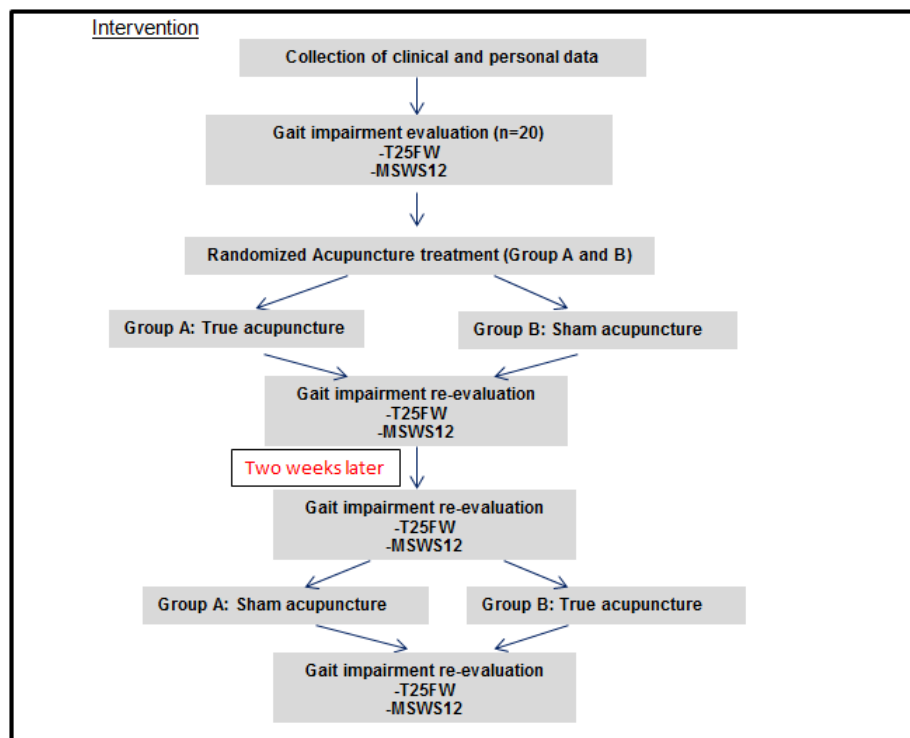 Intervention
Collection of clinical and personal data
Gait impairment evaluation (n=20)
-T25FW
-MSWS12
Randomized Acupuncture treatment (Group A and B)
Group A: True acupuncture
Group B: Sham acupuncture
Gait impairment re-evaluation
-T25FW
-MSWS12
Two weeks later
Gait impairment re-evaluation
-T25FW
-MSWS12
Group A: Sham acupuncture
Group B: True acupuncture
Gait impairment re-evaluation
-T25FW
-MSWS12